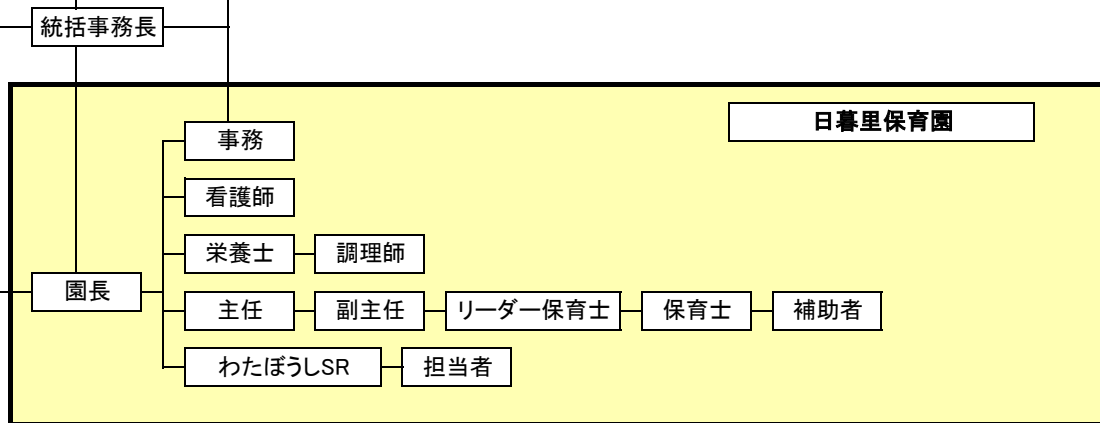 統括事務長
日暮里保育園
事務
看護師
栄養士 調理師
園長
主任 副主任 リーダー保育士 保育士 補助者
わたぼうしSR 担当者